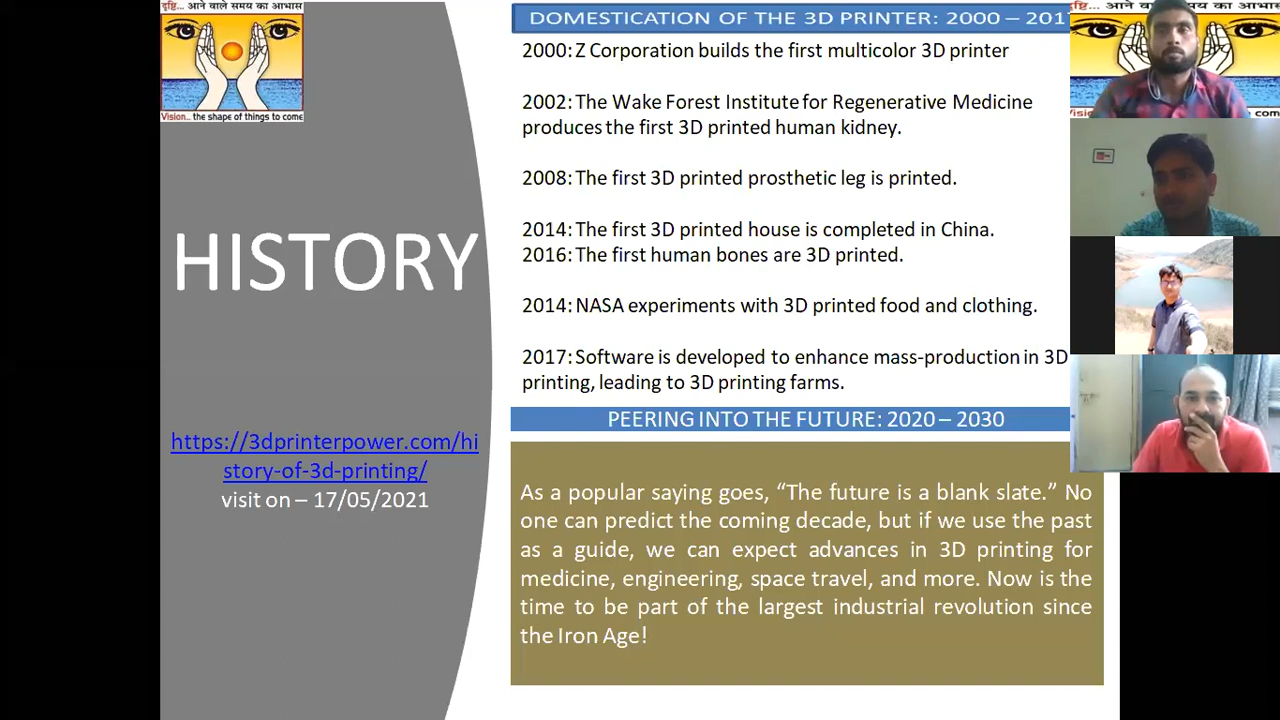 दृष्टि... आने वाले समय का आभास
Vision... the shape of things to come
HISTORY
https://3dprinterpower.com/hi
story-of-3d-printing/
visit on – 17/05/2021
DOMESTICATION OF THE 3D PRINTER: 2000 – 201
2000: Z Corporation builds the first multicolor 3D printer
2002: The Wake Forest Institute for Regenerative Medicine
produces the first 3D printed human kidney.
2008: The first 3D printed prosthetic leg is printed.
2014: The first 3D printed house is completed in China.
2016: The first human bones are 3D printed.
2014: NASA experiments with 3D printed food and clothing.
2017: Software is developed to enhance mass-production in 3D
printing, leading to 3D printing farms.
PEERING INTO THE FUTURE: 2020 – 2030
As a popular saying goes, “The future is a blank slate.” No
one can predict the coming decade, but if we use the past
as a guide, we can expect advances in 3D printing for
medicine, engineering, space travel, and more. Now is the
time to be part of the largest industrial revolution since
the Iron Age!
आने वाले समय का आभास